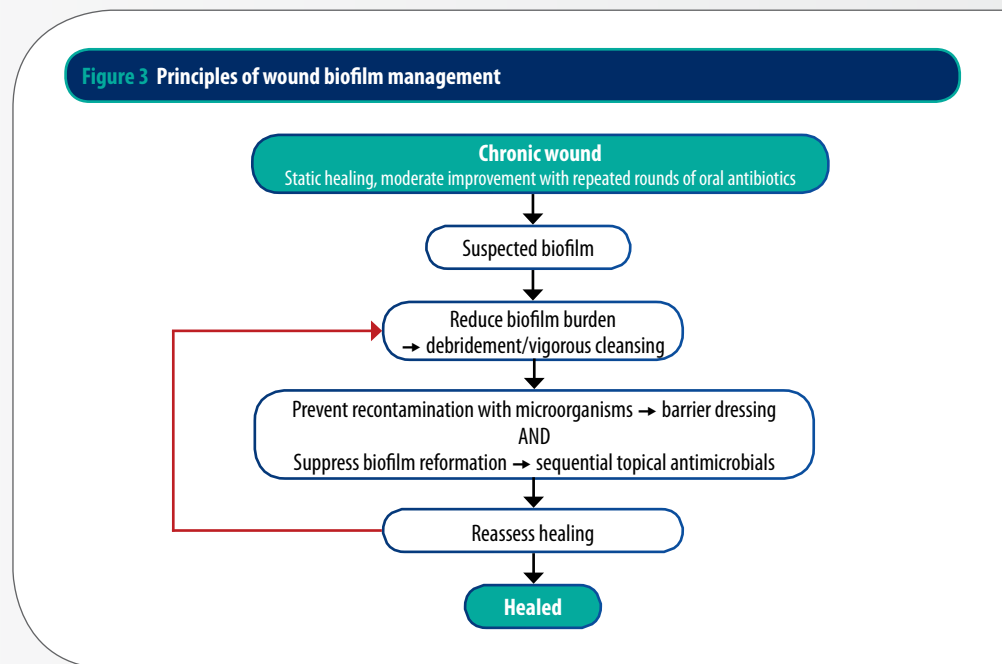 Figure 3 Principles of wound biofilm management
Chronic wound
Static healing, moderate improvement with repeated rounds of oral antibiotics
Suspected biofilm
Reduce biofilm burden
→ debridement/vigorous cleansing
Prevent recontamination with microorganisms → barrier dressing
AND
Suppress biofilm reformation → sequential topical antimicrobials
Reassess healing
Healed